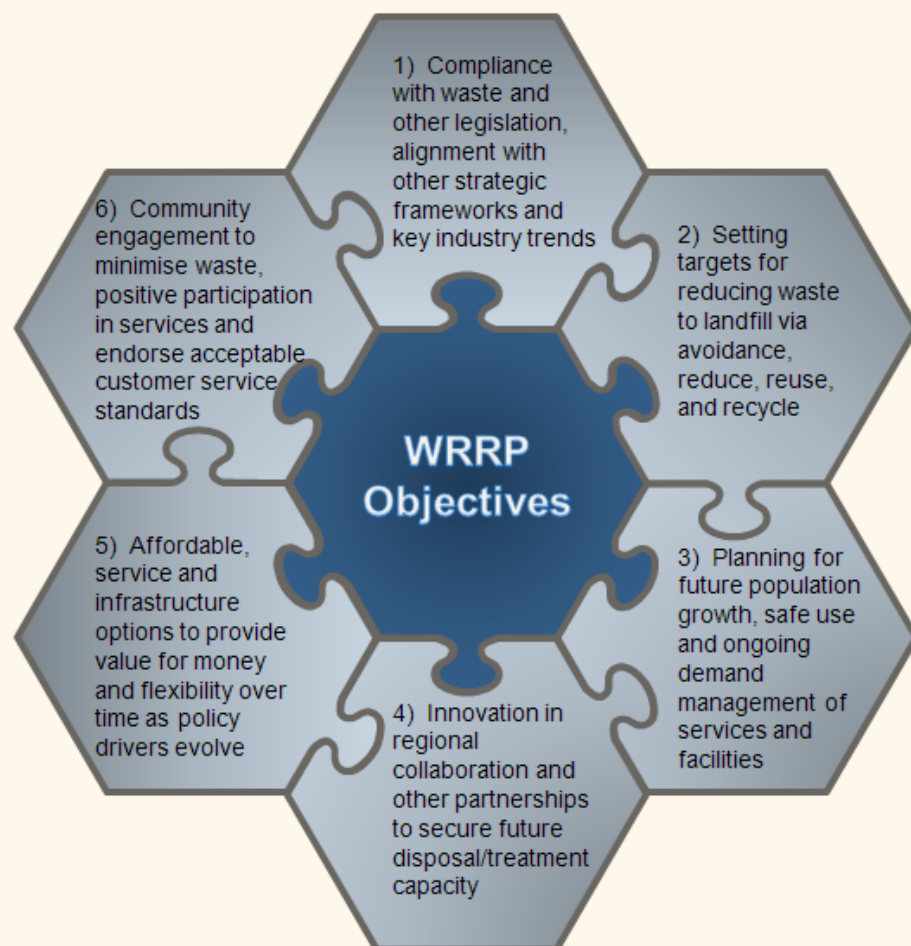 WRRP
Objectives
1) Compliance
with waste and
other legislation,
alignment with
other strategic
frameworks and
key industry trends
2) Setting
targets for
reducing waste
to landfill via
avoidance,
reduce, reuse,
and recycle
3) Planning for
future population
growth, safe use
and ongoing
demand
management of
services and
facilities
4) Innovation in
regional
collaboration and
other partnerships
to secure future
disposal/treatment
capacity
5) Affordable,
service and
infrastructure
options to provide
value for money
and flexibility over
time as policy
drivers evolve
6) Community
engagement to
minimise waste,
positive participation
in services and
endorse acceptable
customer service
standards